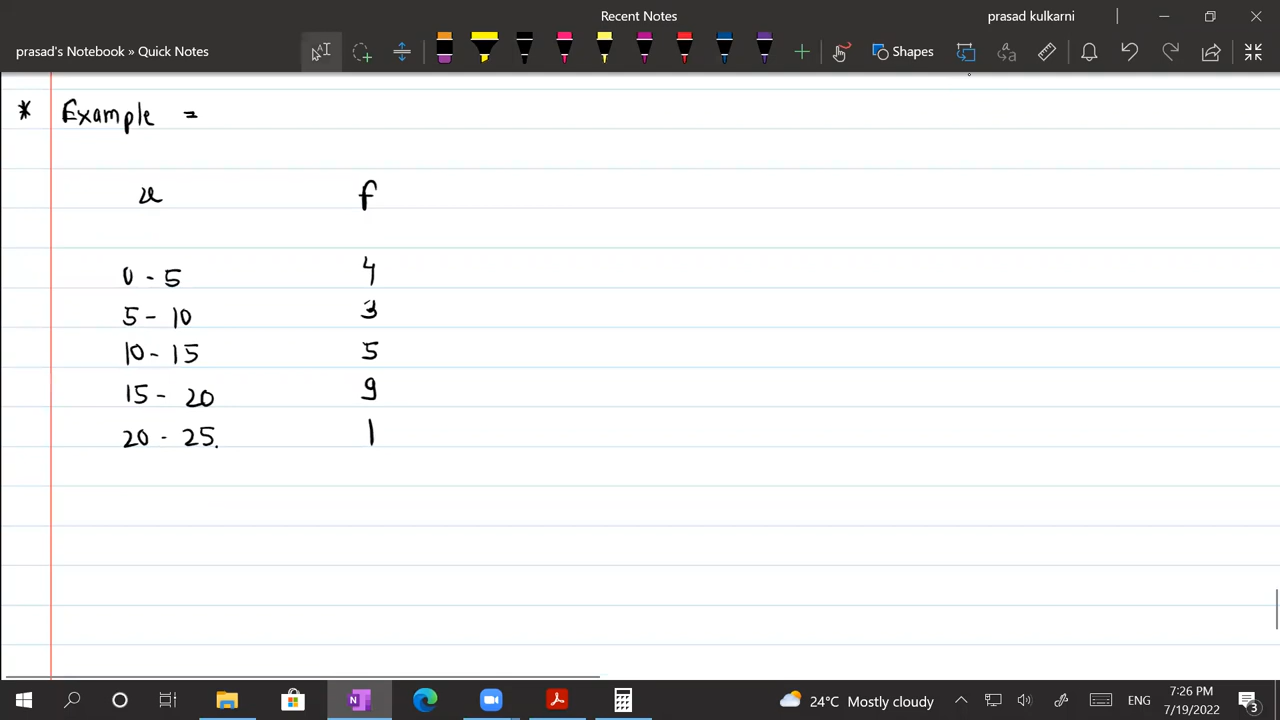 Recent Notes
prasad kulkarni
prasad's Notebook » Quick Notes
Shapes
* Example =
x f
0 - 5 4
5 - 10 3
10 - 15 5
15 - 20 9
20 - 25. 1
24°C Mostly cloudy
ENG
7:26 PM
7/19/2022
3